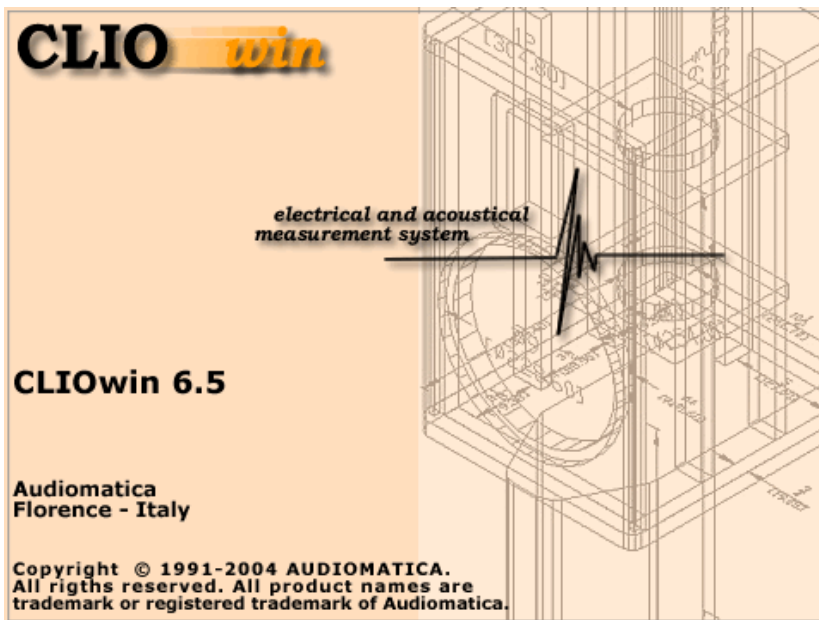 CLIO win
electrical and acoustical
measurement system
CLIOwin 6.5
Audiomatica
Florence - Italy
Copyright © 1991-2004 AUDIOMATICA.
All rigths reserved. All product names are
trademark or registered trademark of Audiomatica.